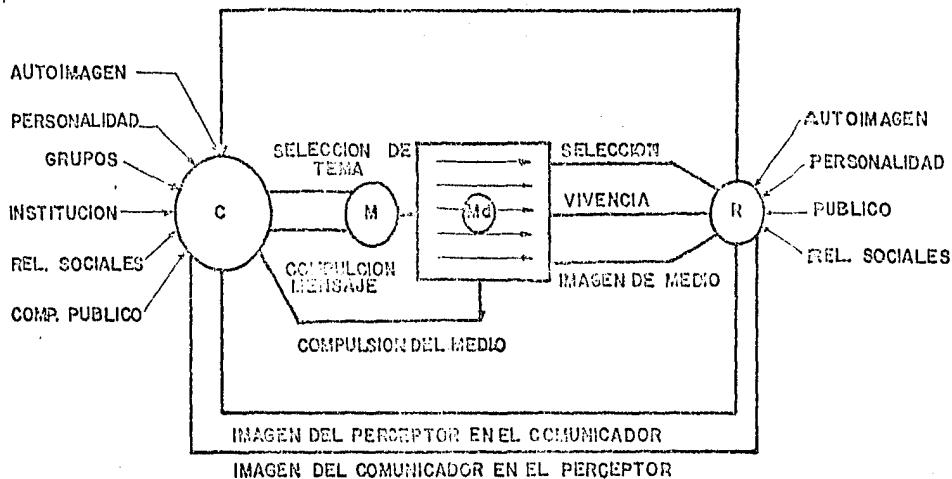 AUTOIMAGEN
PERSONALIDAD
GRUPOS
INSTITUCION
REL. SOCIALES
COMP. PUBLICO
C
SELECCION DE
TEMA
M
COMPULCION
MENSAJE
COMPULSION DEL MEDIO
Md
SELECCION
VIVENCIA
IMAGEN DE MEDIO
R
AUTOIMAGEN
PERSONALIDAD
PUBLICO
REL. SOCIALES
IMAGEN DEL PERCEPTOR EN EL COMUNICADOR
IMAGEN DEL COMUNICADOR EN EL PERCEPTOR